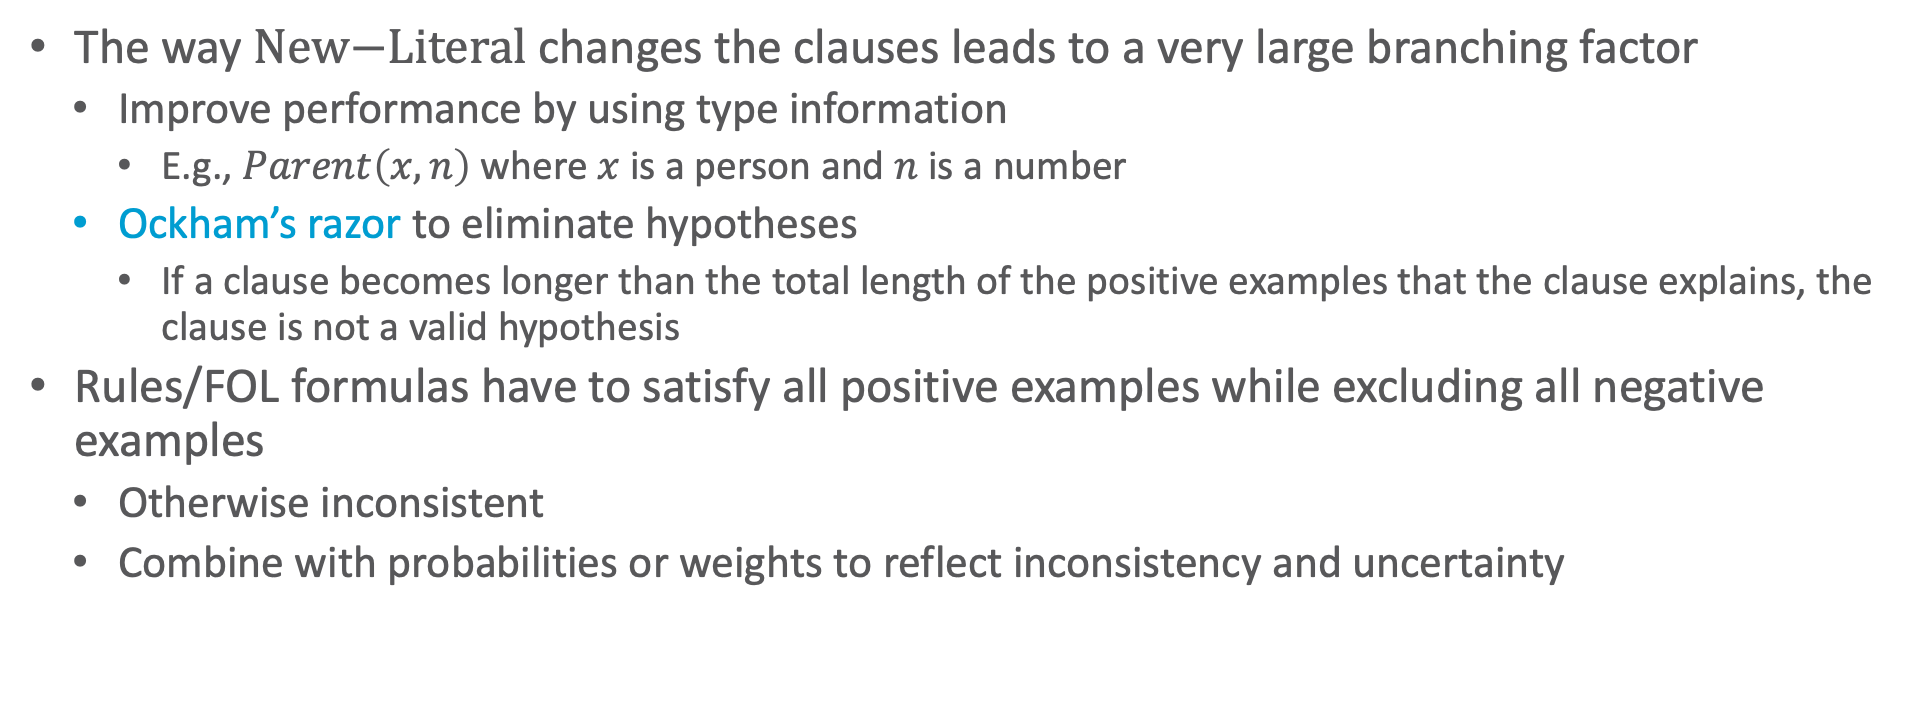 • The way New−Literal changes the clauses leads to a very large branching factor
• Improve performance by using type information
• E.g., Parent(x, n) where x is a person and n is a number
• Ockham’s razor to eliminate hypotheses
• If a clause becomes longer than the total length of the positive examples that the clause explains, the
clause is not a valid hypothesis
• Rules/FOL formulas have to satisfy all positive examples while excluding all negative
examples
• Otherwise inconsistent
• Combine with probabilities or weights to reflect inconsistency and uncertainty